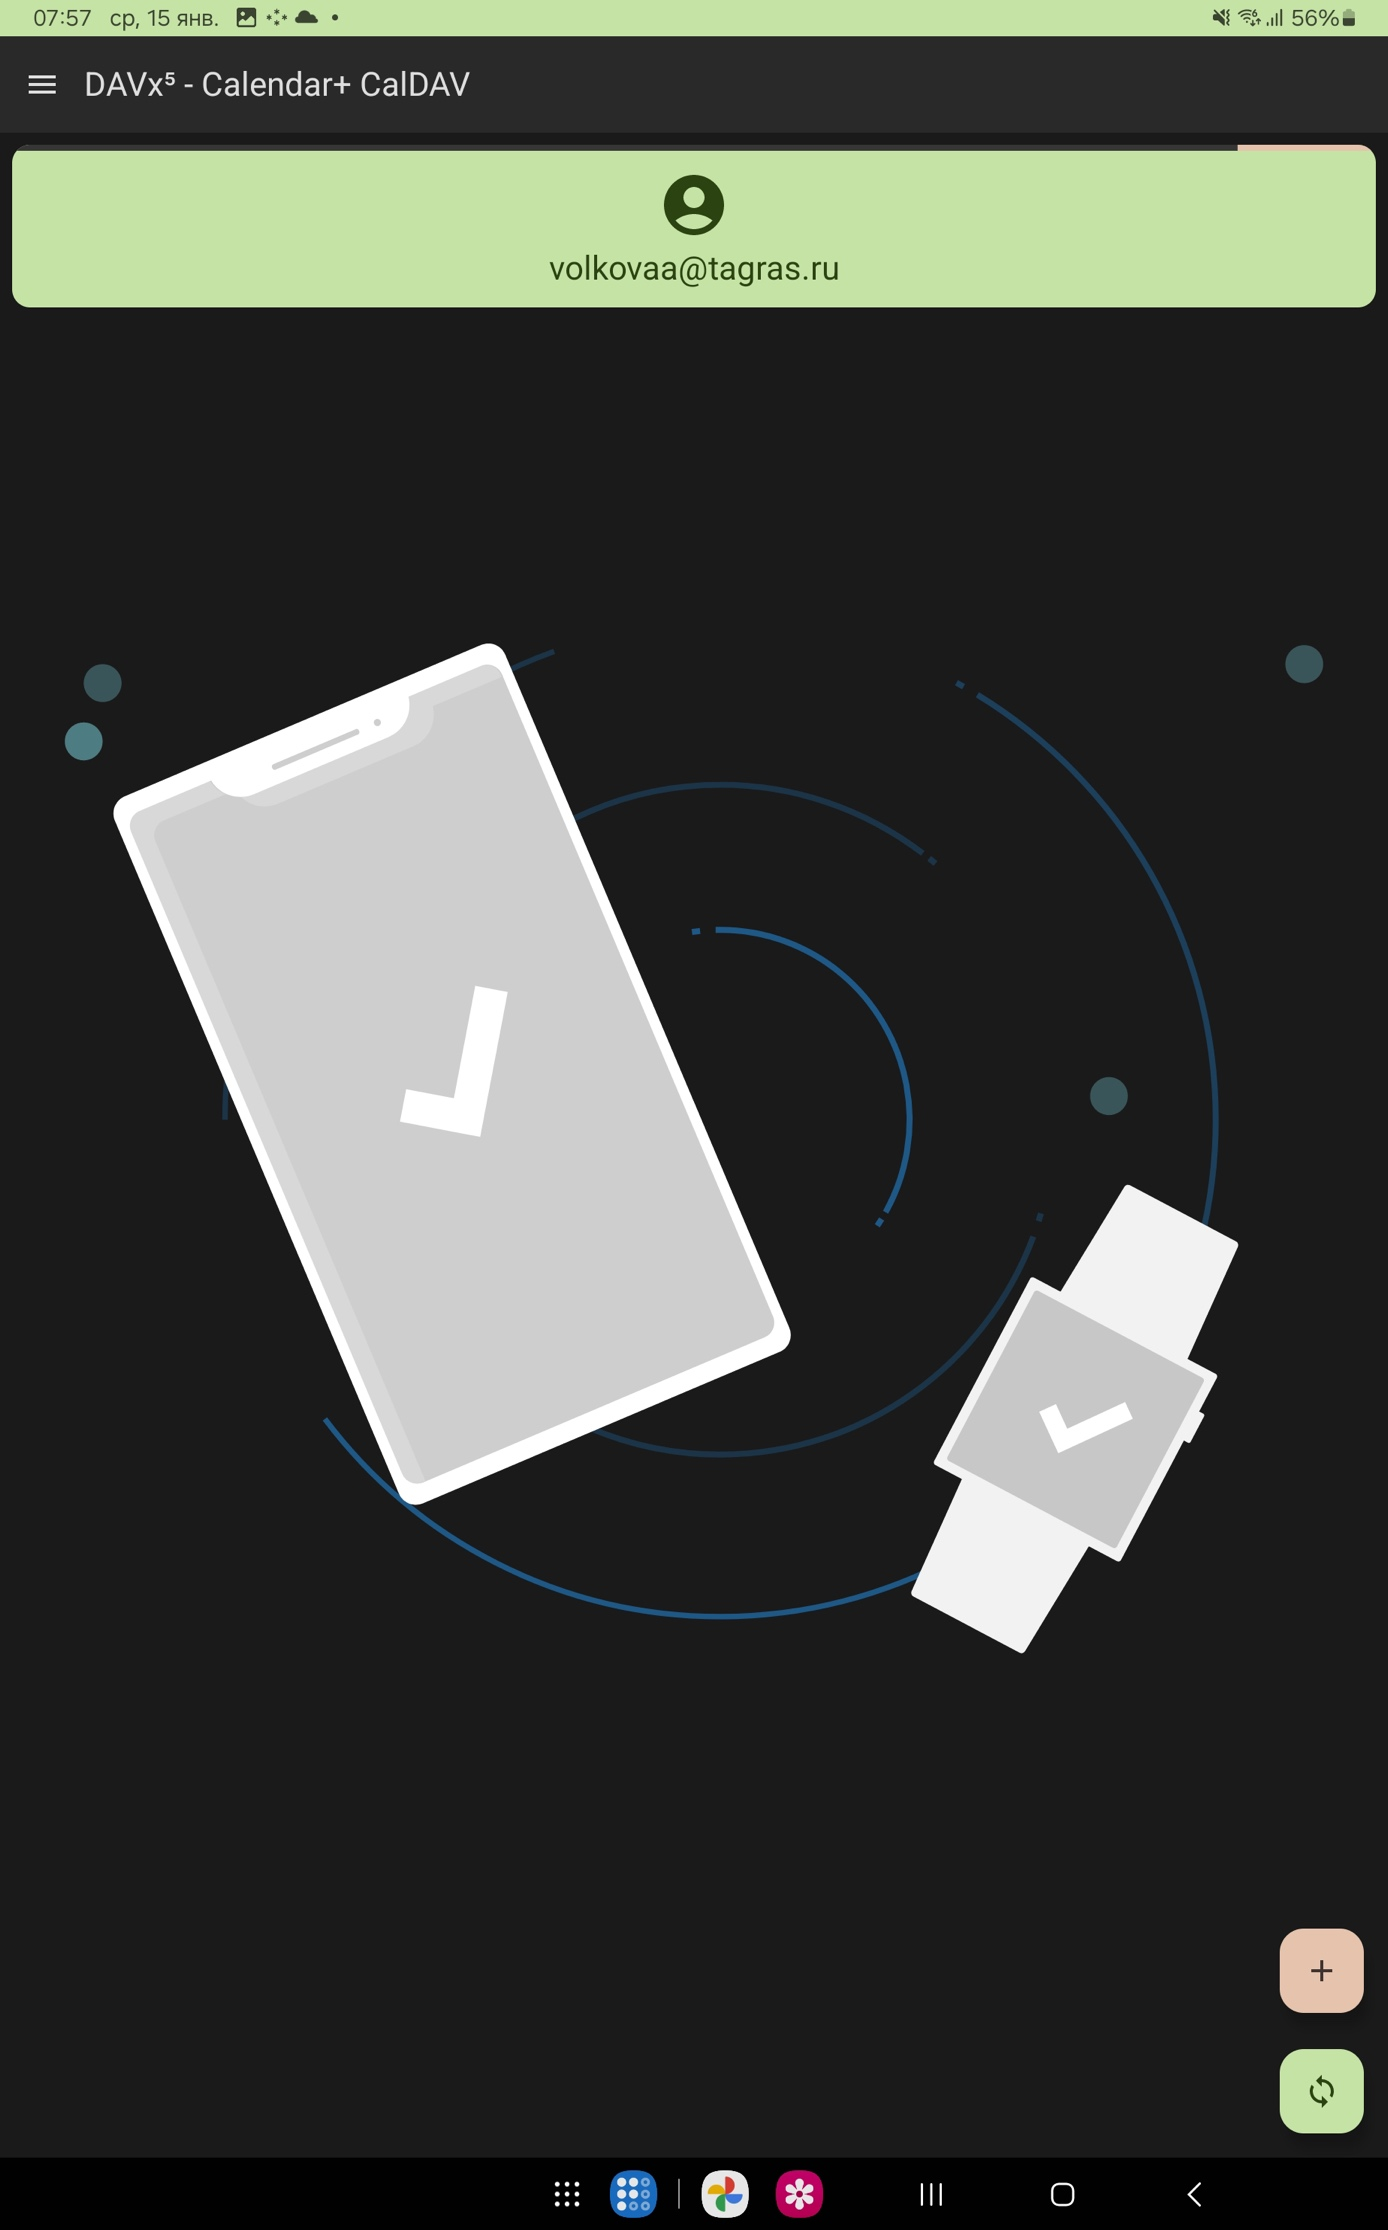 07:57 ср, 15 янв. 56%
DAVx⁵ - Calendar+ CalDAV
volkovaa@tagras.ru